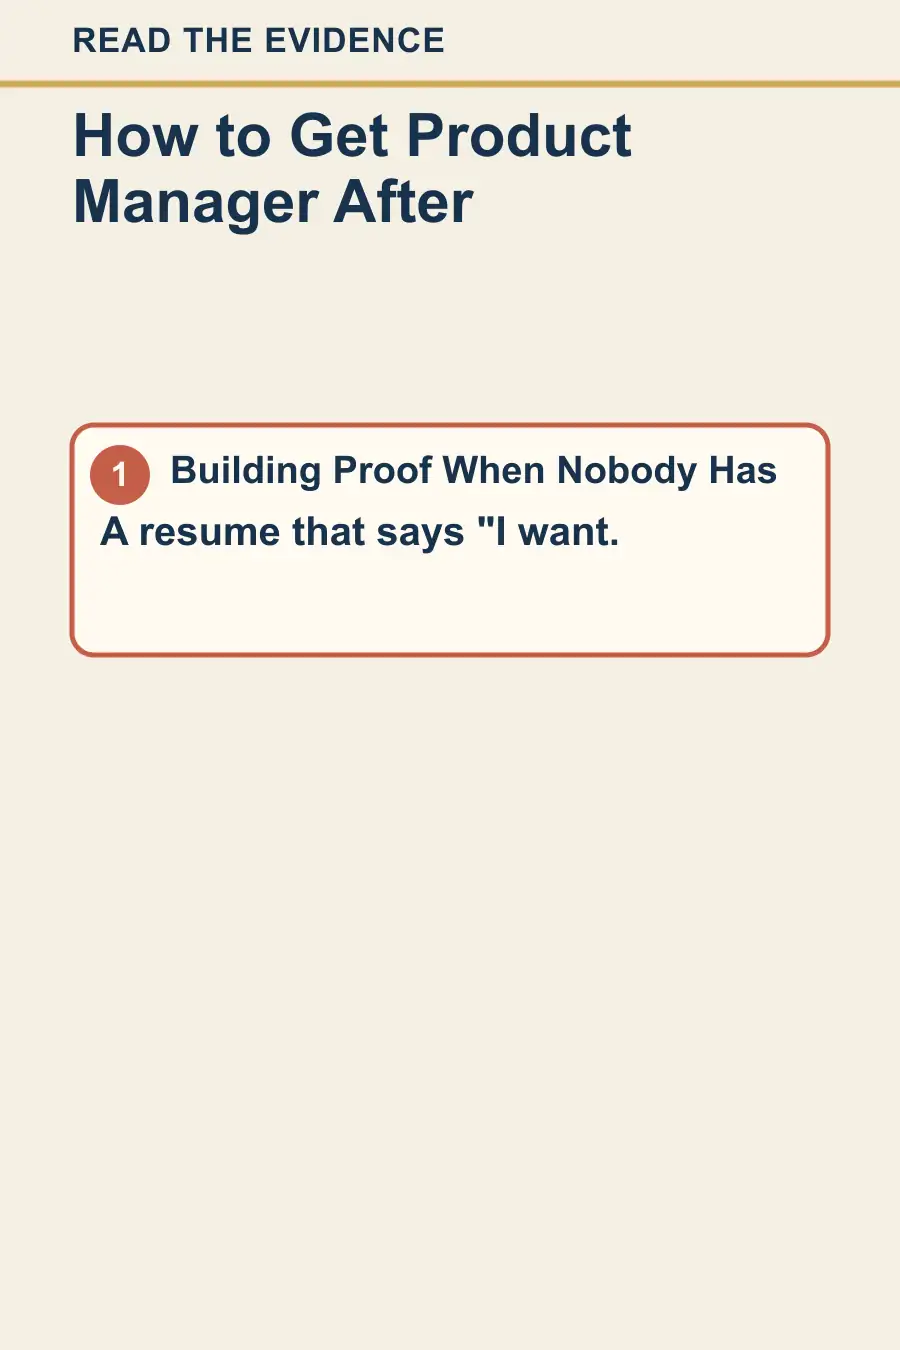 READ THE EVIDENCE
How to Get Product
Manager After
1 Building Proof When Nobody Has
A resume that says "I want.